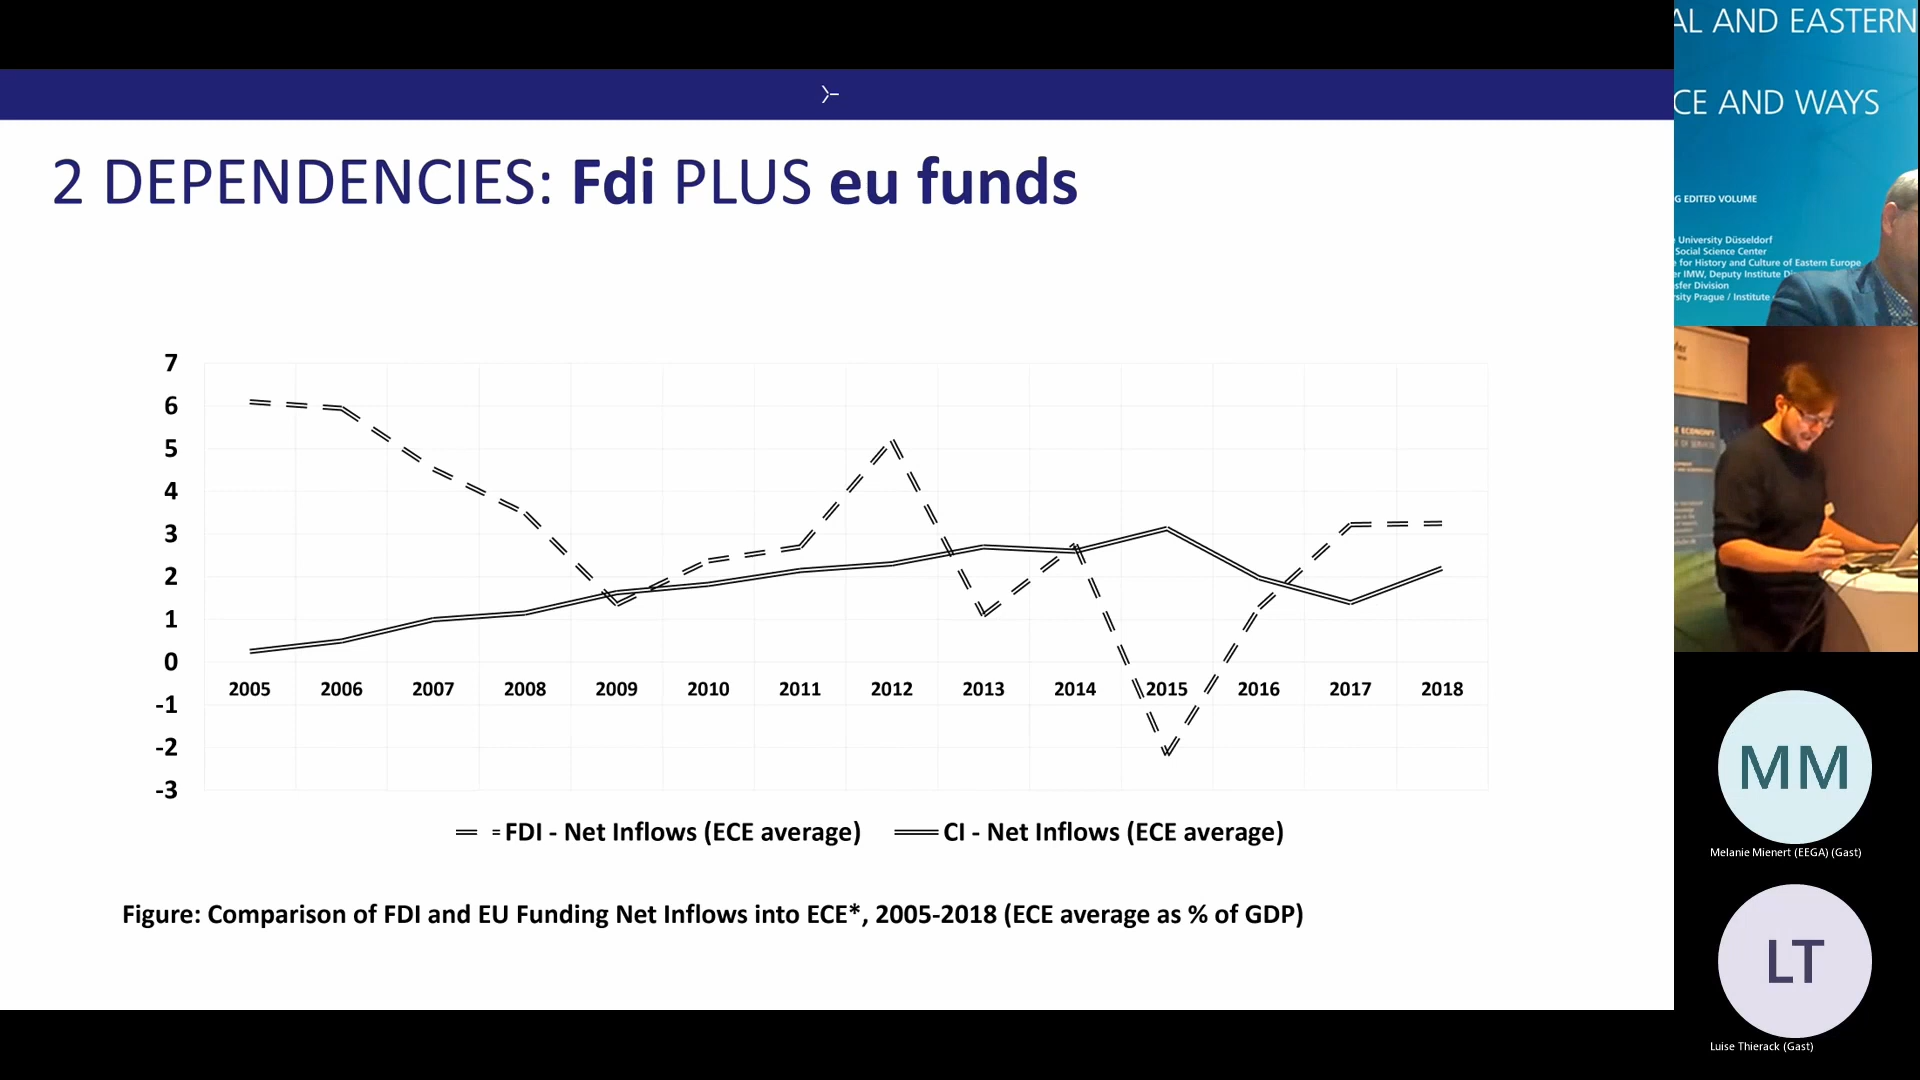 2 DEPENDENCIES: Fdi PLUS eu funds
7
6
5
4
3
2
1
0
-1
-2
-3
2005 2006 2007 2008 2009 2010 2011 2012 2013 2014 2015 2016 2017 2018
FDI - Net Inflows (ECE average) CI - Net Inflows (ECE average)
Figure: Comparison of FDI and EU Funding Net Inflows into ECE*, 2005-2018 (ECE average as % of GDP)
AL AND EASTERN
CE AND WAYS
G EDITED VOLUME
University Düsseldorf
Social Science Center
for History and Culture of Eastern Europe
er IMW, Deputy Institute
sfer Division
sity Prague / Institute
MM
Melanie Mienert (EEGA) (Gast)
LT
Luise Thierack (Gast)